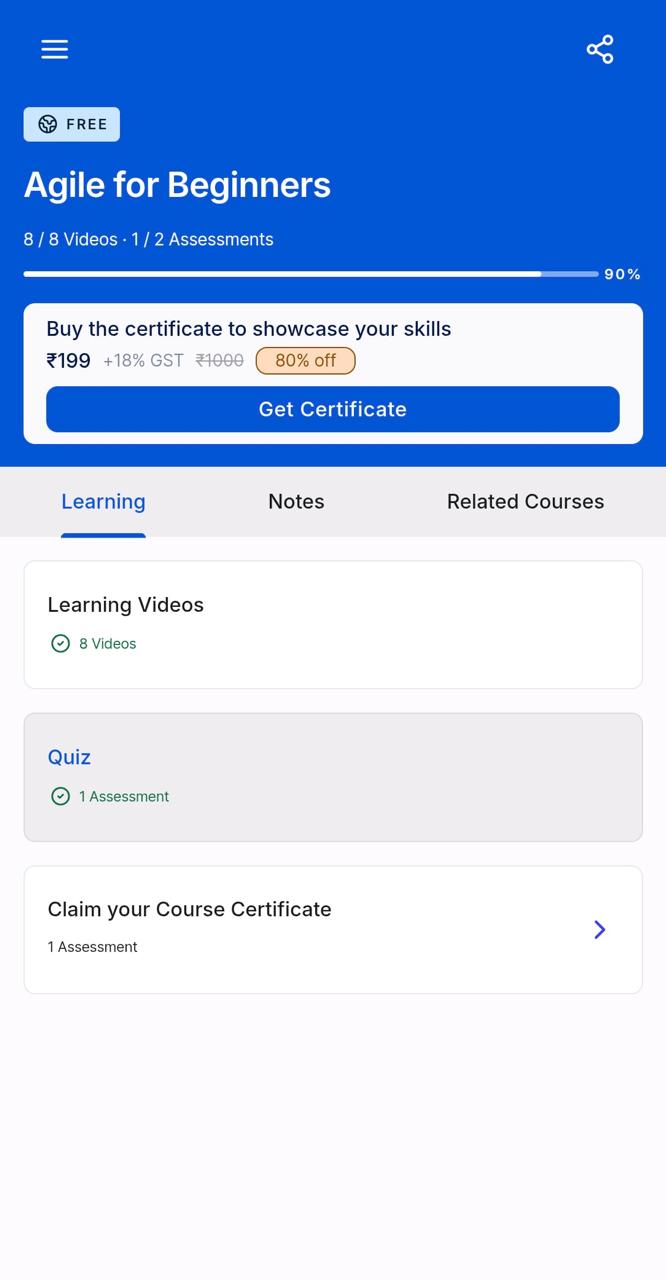 FREE
Agile for Beginners
8 / 8 Videos · 1 / 2 Assessments
90%
Buy the certificate to showcase your skills
₹199 +18% GST ₹1000 80% off
Get Certificate
Learning Notes Related Courses
Learning Videos
8 Videos
Quiz
1 Assessment
Claim your Course Certificate
1 Assessment